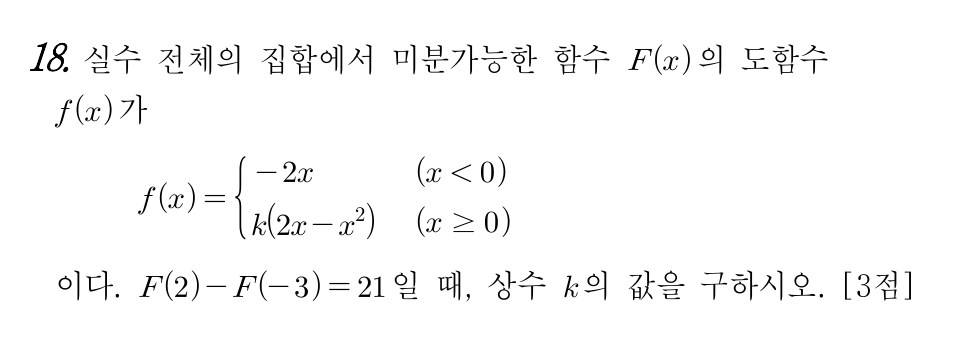 18. 실수 전체의 집합에서 미분가능한 함수 F(x)의 도함수
f(x)가
f(x)={ -2x (x<0)
k(2x-x²) (x≥0)
이다. F(2)-F(-3)=21일 때, 상수 k의 값을 구하시오. [3점]